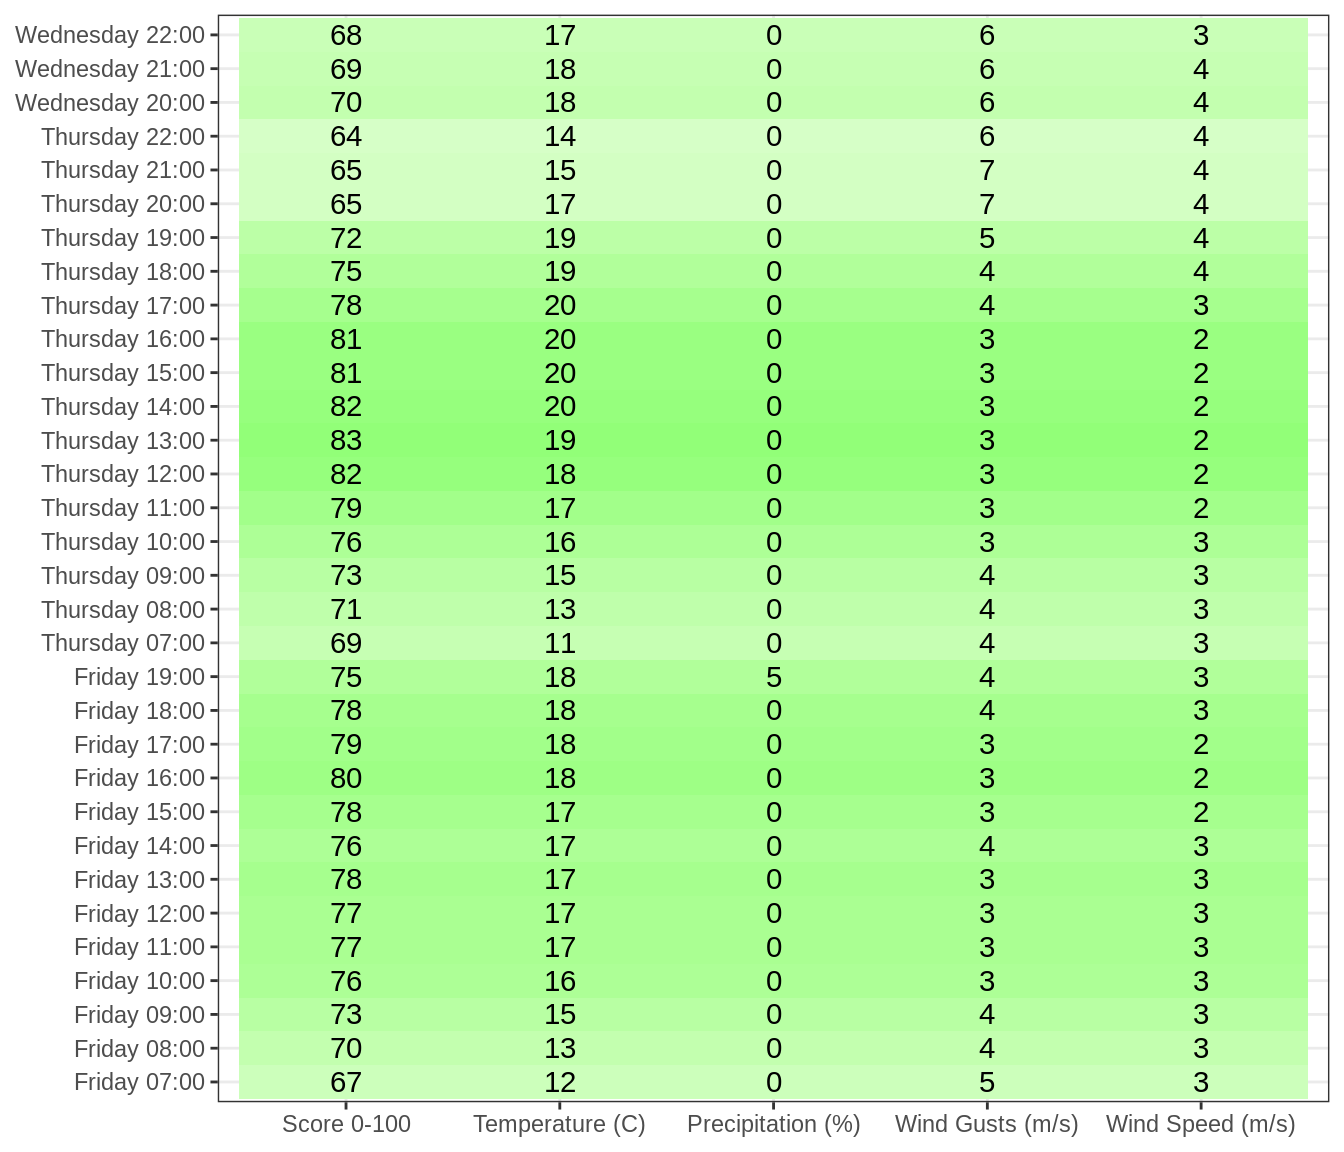 Wednesday 22:00 68 17 0 6 3
Wednesday 21:00 69 18 0 6 4
Wednesday 20:00 70 18 0 6 4
Thursday 22:00 64 14 0 6 4
Thursday 21:00 65 15 0 7 4
Thursday 20:00 65 17 0 7 4
Thursday 19:00 72 19 0 5 4
Thursday 18:00 75 19 0 4 4
Thursday 17:00 78 20 0 4 3
Thursday 16:00 81 20 0 3 2
Thursday 15:00 81 20 0 3 2
Thursday 14:00 82 20 0 3 2
Thursday 13:00 83 19 0 3 2
Thursday 12:00 82 18 0 3 2
Thursday 11:00 79 17 0 3 2
Thursday 10:00 76 16 0 3 3
Thursday 09:00 73 15 0 4 3
Thursday 08:00 71 13 0 4 3
Thursday 07:00 69 11 0 4 3
Friday 19:00 75 18 5 4 3
Friday 18:00 78 18 0 4 3
Friday 17:00 79 18 0 3 2
Friday 16:00 80 18 0 3 2
Friday 15:00 78 17 0 3 2
Friday 14:00 76 17 0 4 3
Friday 13:00 78 17 0 3 3
Friday 12:00 77 17 0 3 3
Friday 11:00 77 17 0 3 3
Friday 10:00 76 16 0 3 3
Friday 09:00 73 15 0 4 3
Friday 08:00 70 13 0 4 3
Friday 07:00 67 12 0 5 3
Score 0-100 Temperature (C) Precipitation (%) Wind Gusts (m/s) Wind Speed (m/s)